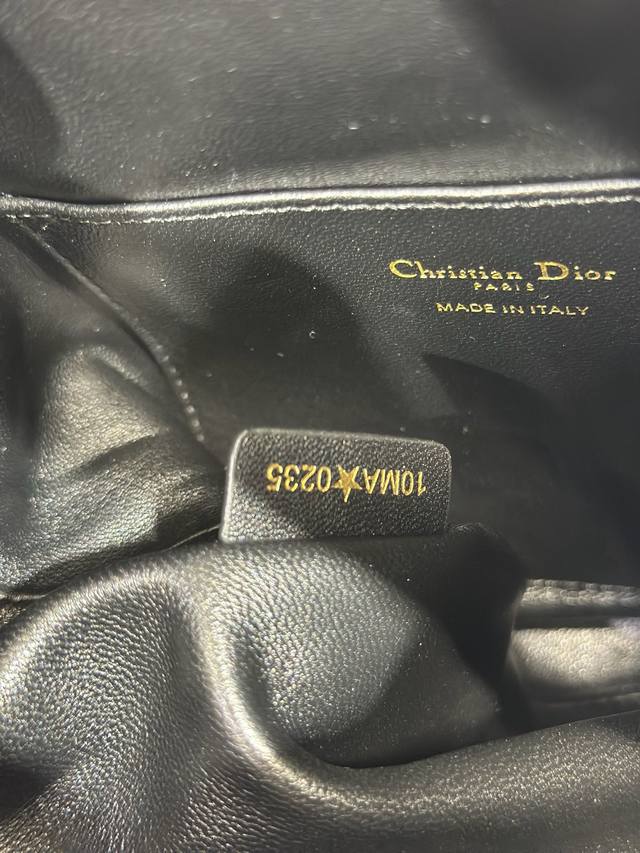 Christian Dior
PARIS
MADE IN ITALY
10MA★0235